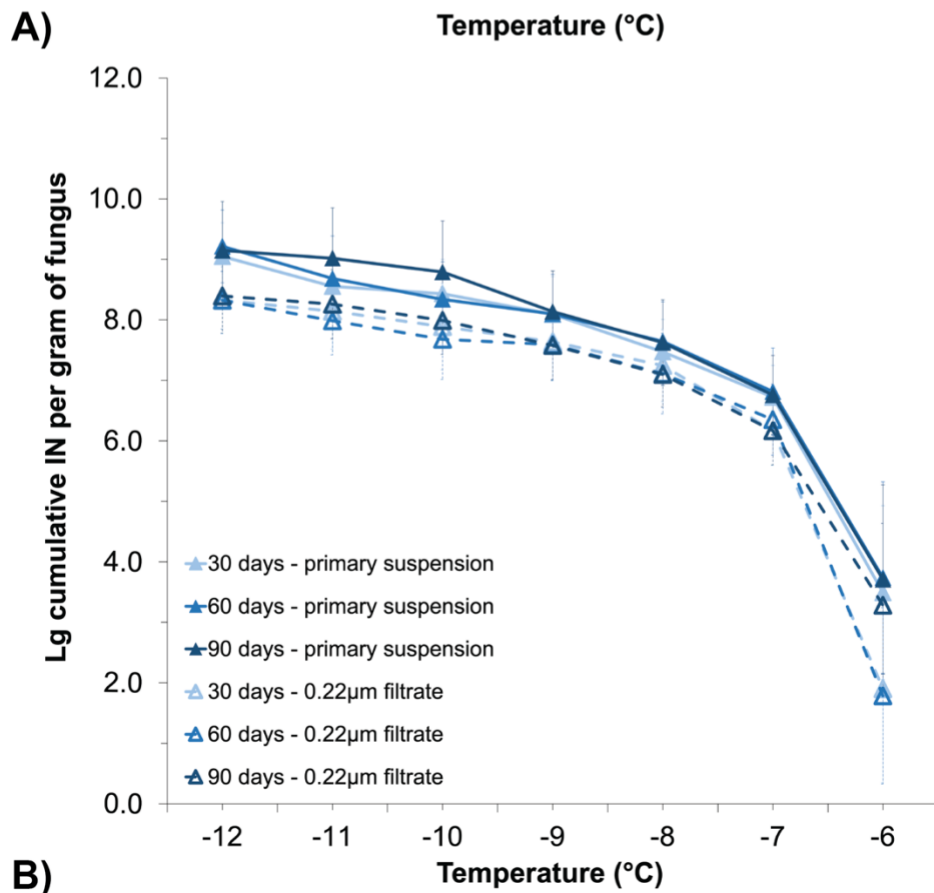 A)
Temperature (°C)
12.0
10.0
8.0
6.0
4.0
2.0
0.0
Lg cumulative IN per gram of fungus
30 days - primary suspension
60 days - primary suspension
90 days - primary suspension
30 days - 0.22µm filtrate
60 days - 0.22µm filtrate
90 days - 0.22µm filtrate
-12 -11 -10 -9 -8 -7 -6
Temperature (°C)
B)